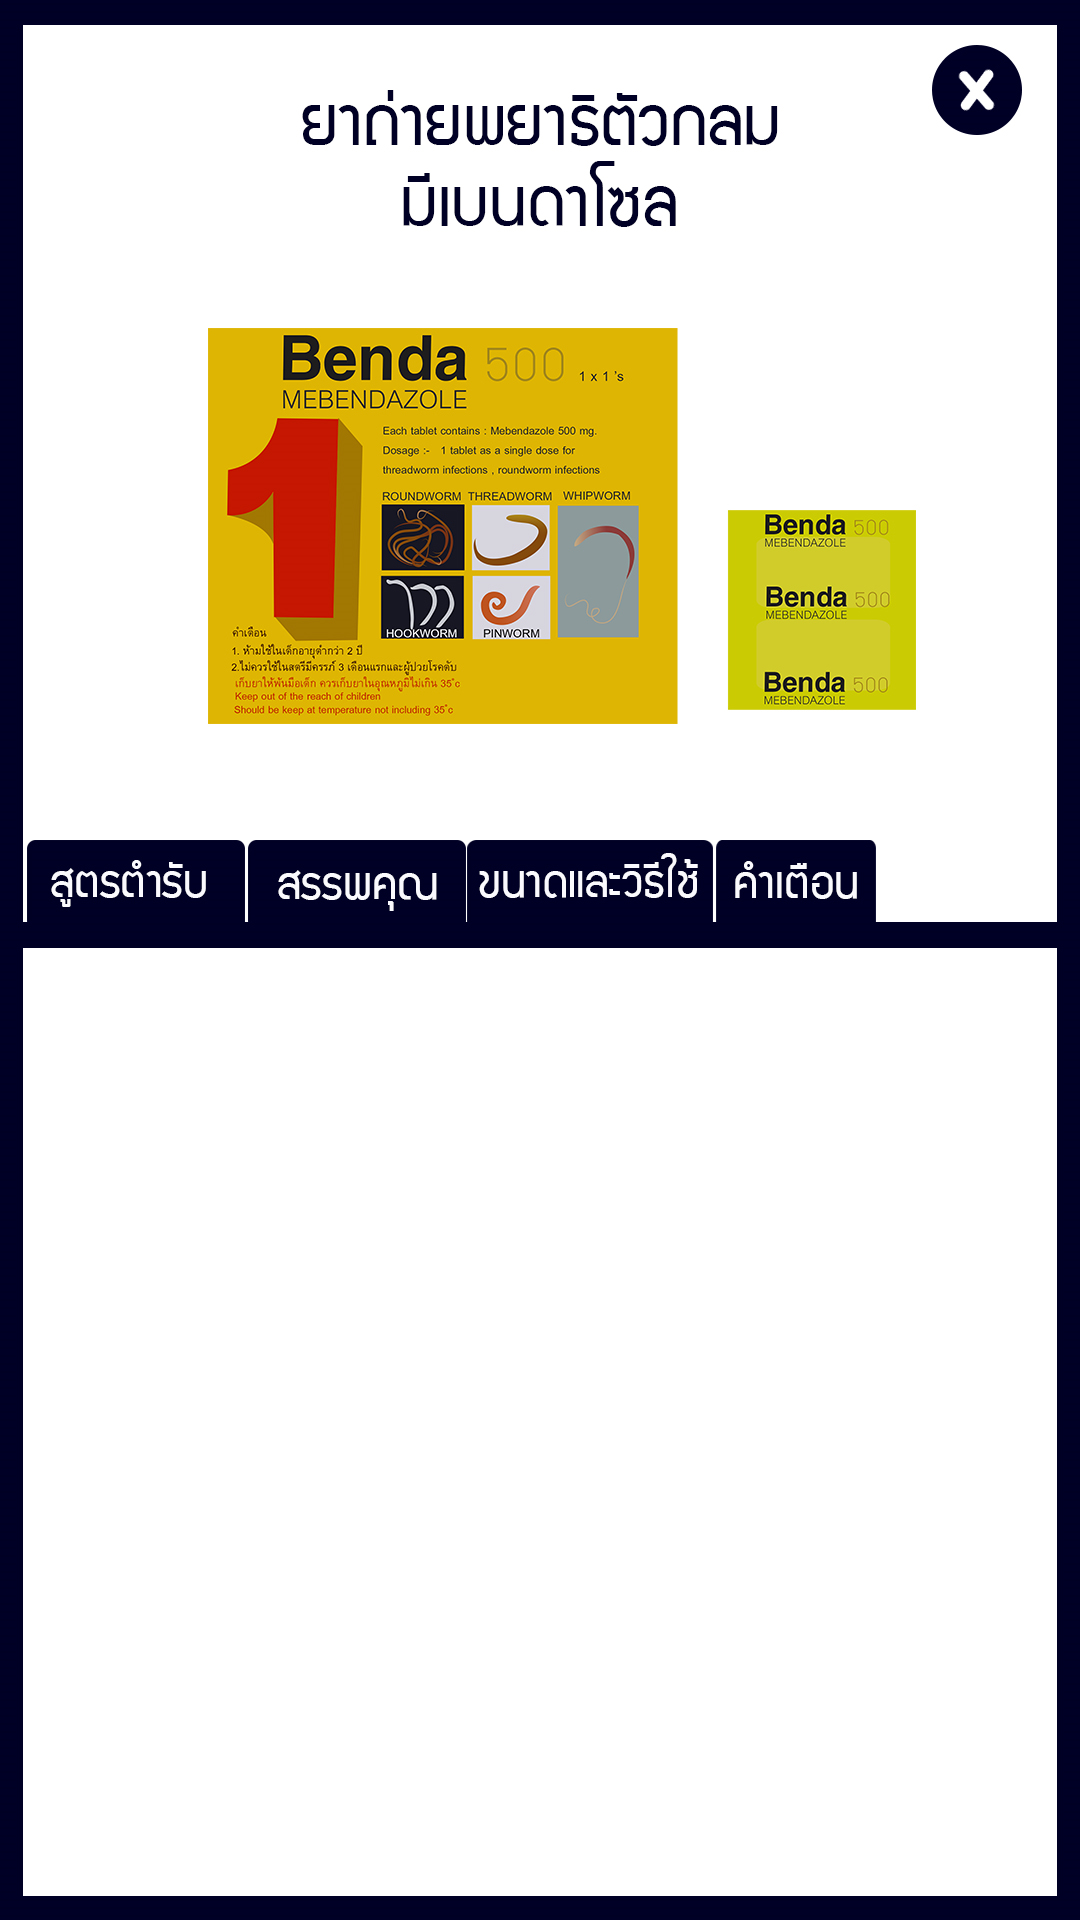 X
ยาถ่ายพยาธิตัวกลม
มีเบนดาโซล
Benda 500 1 x 1 's
MEBENDAZOLE
1
Each tablet contains : Mebendazole 500 mg.
Dosage :- 1 tablet as a single dose for
threadworm infections , roundworm infections
ROUNDWORM THREADWORM WHIPWORM
HOOKWORM PINWORM
คำเตือน
1. ห้ามใช้ในเด็กอายุต่ำกว่า 2 ปี
2.ไม่ควรใช้ในสตรีมีครรภ์ 3 เดือนแรกและผู้ป่วยโรคตับ
เก็บยาให้พ้นมือเด็ก ควรเก็บยาในอุณหภูมิไม่เกิน 35°c
Keep out of the reach of children
Should be keep at temperature not including 35°c
Benda 500
MEBENDAZOLE
Benda 500
MEBENDAZOLE
Benda 500
MEBENDAZOLE
สูตรตำรับ สรรพคุณ ขนาดและวิธีใช้ คำเตือน